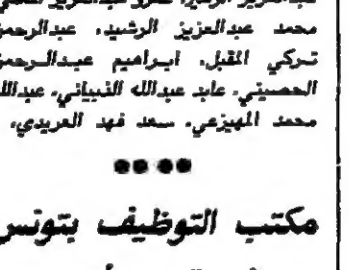 محمد عبدالعزيز الرشيد، عبدالرحمن
تركي المقبل، ابراهيم عبدالرحمن
الحصيني، عابد عبدالله الذبياني، عبدالله
محمد المهيزعي، سعد فهد العريدي،
مكتب التوظيف بتونس